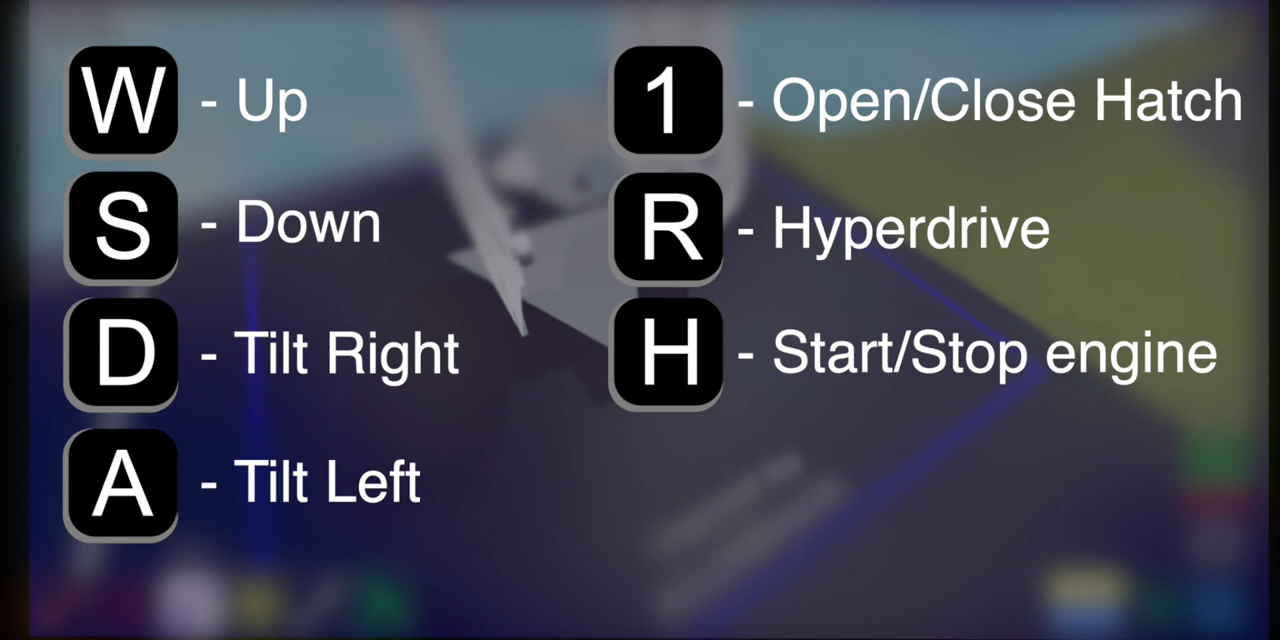 W - Up
S - Down
D - Tilt Right
A - Tilt Left
1 - Open/Close Hatch
R - Hyperdrive
H - Start/Stop engine